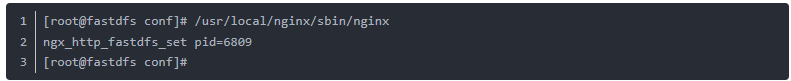 1 [root@fastdfs conf]# /usr/local/nginx/sbin/nginx
2 ngx_http_fastdfs_set pid=6809
3 [root@fastdfs conf]#